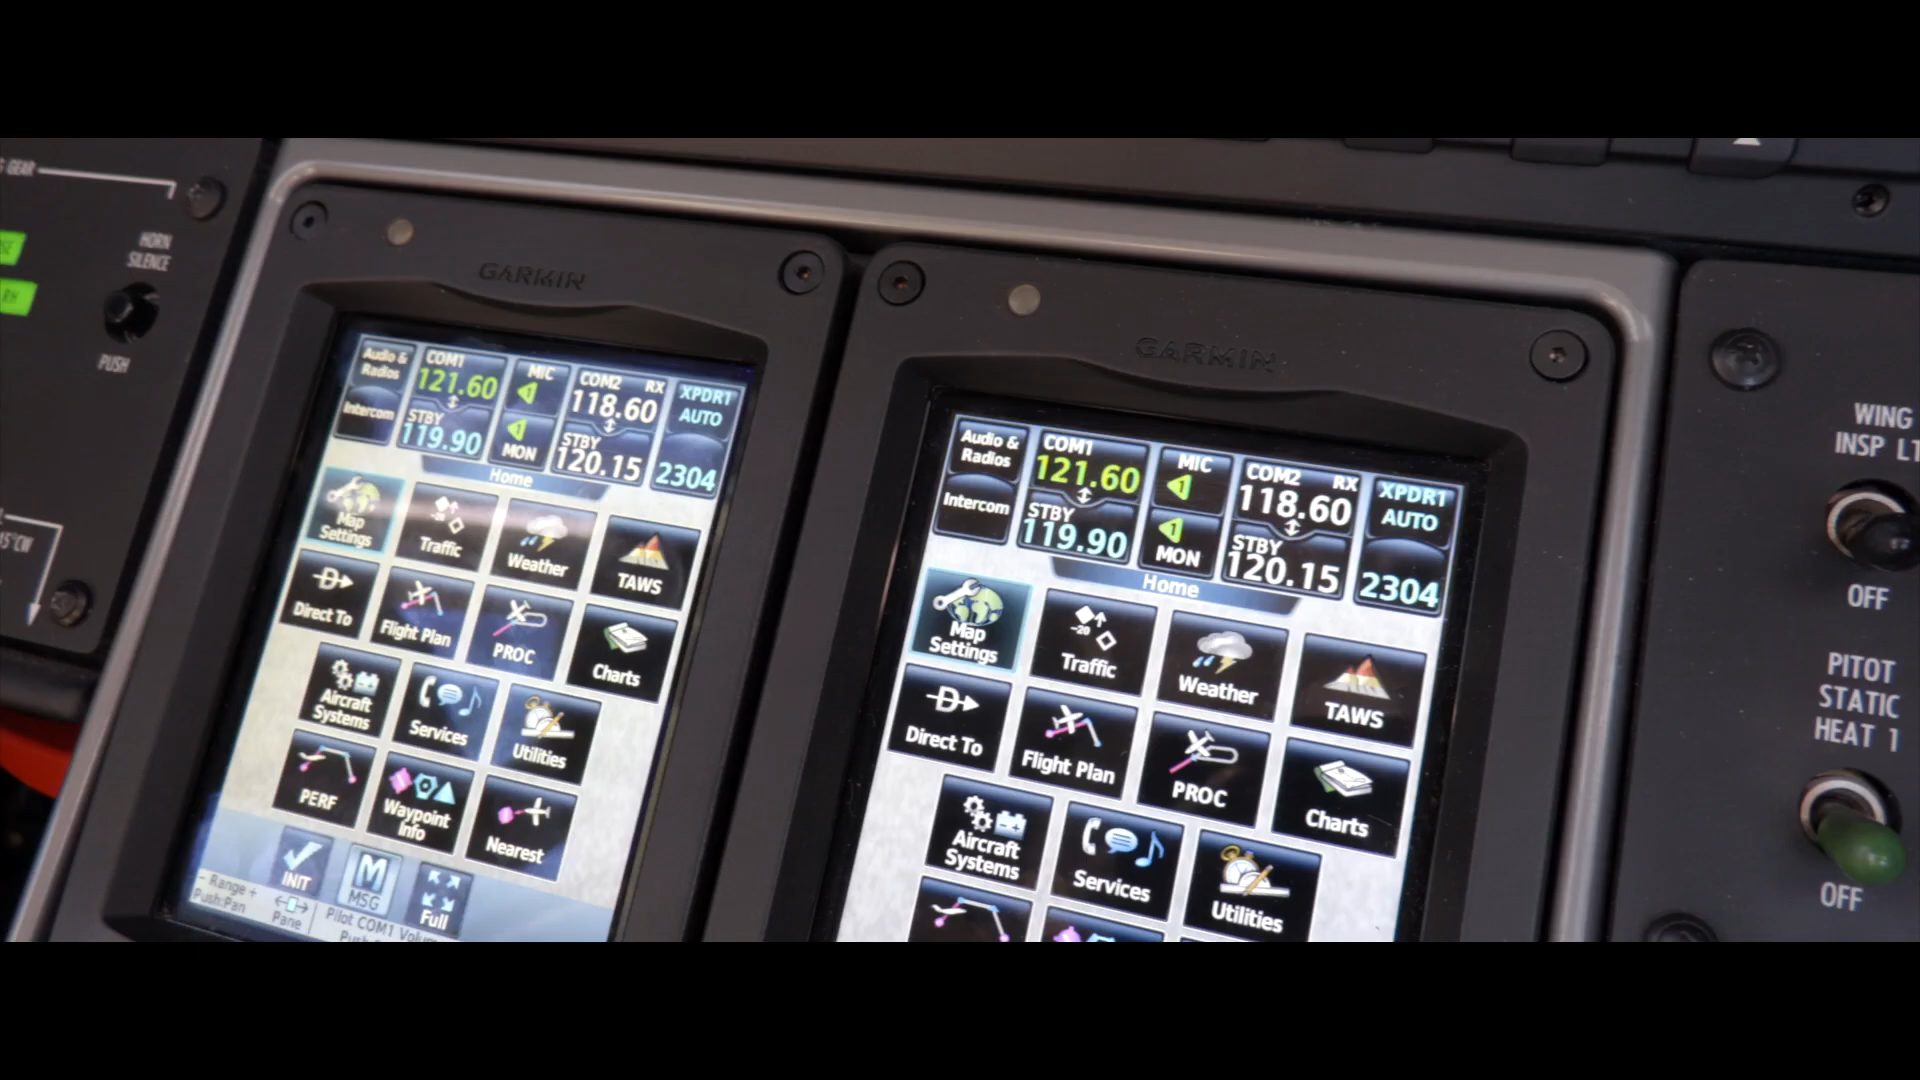 GEAR
HORN
SILENCE
PUSH
RH
GARMIN
Audio &
Radios
Intercom
COM1
121.60
STBY
119.90
MIC
MON
COM2 RX
118.60
STBY
120.15
XPDR1
AUTO
2304
Home
Map
Settings
Traffic
Weather
TAWS
Direct To
Flight Plan
PROC
Charts
Aircraft
Systems
Services
Utilities
PERF
Waypoint
Info
Nearest
INIT
MSG
Full
- Range +
Push:Pan
Pane
Pilot COM1
GARMIN
Audio &
Radios
Intercom
COM1
121.60
STBY
119.90
MIC
MON
COM2 RX
118.60
STBY
120.15
XPDR1
AUTO
2304
Home
Map
Settings
-20
Traffic
Weather
TAWS
Direct To
Flight Plan
PROC
Charts
Aircraft
Systems
Services
Utilities
WING
INSP LT
OFF
PITOT
STATIC
HEAT 1
OFF